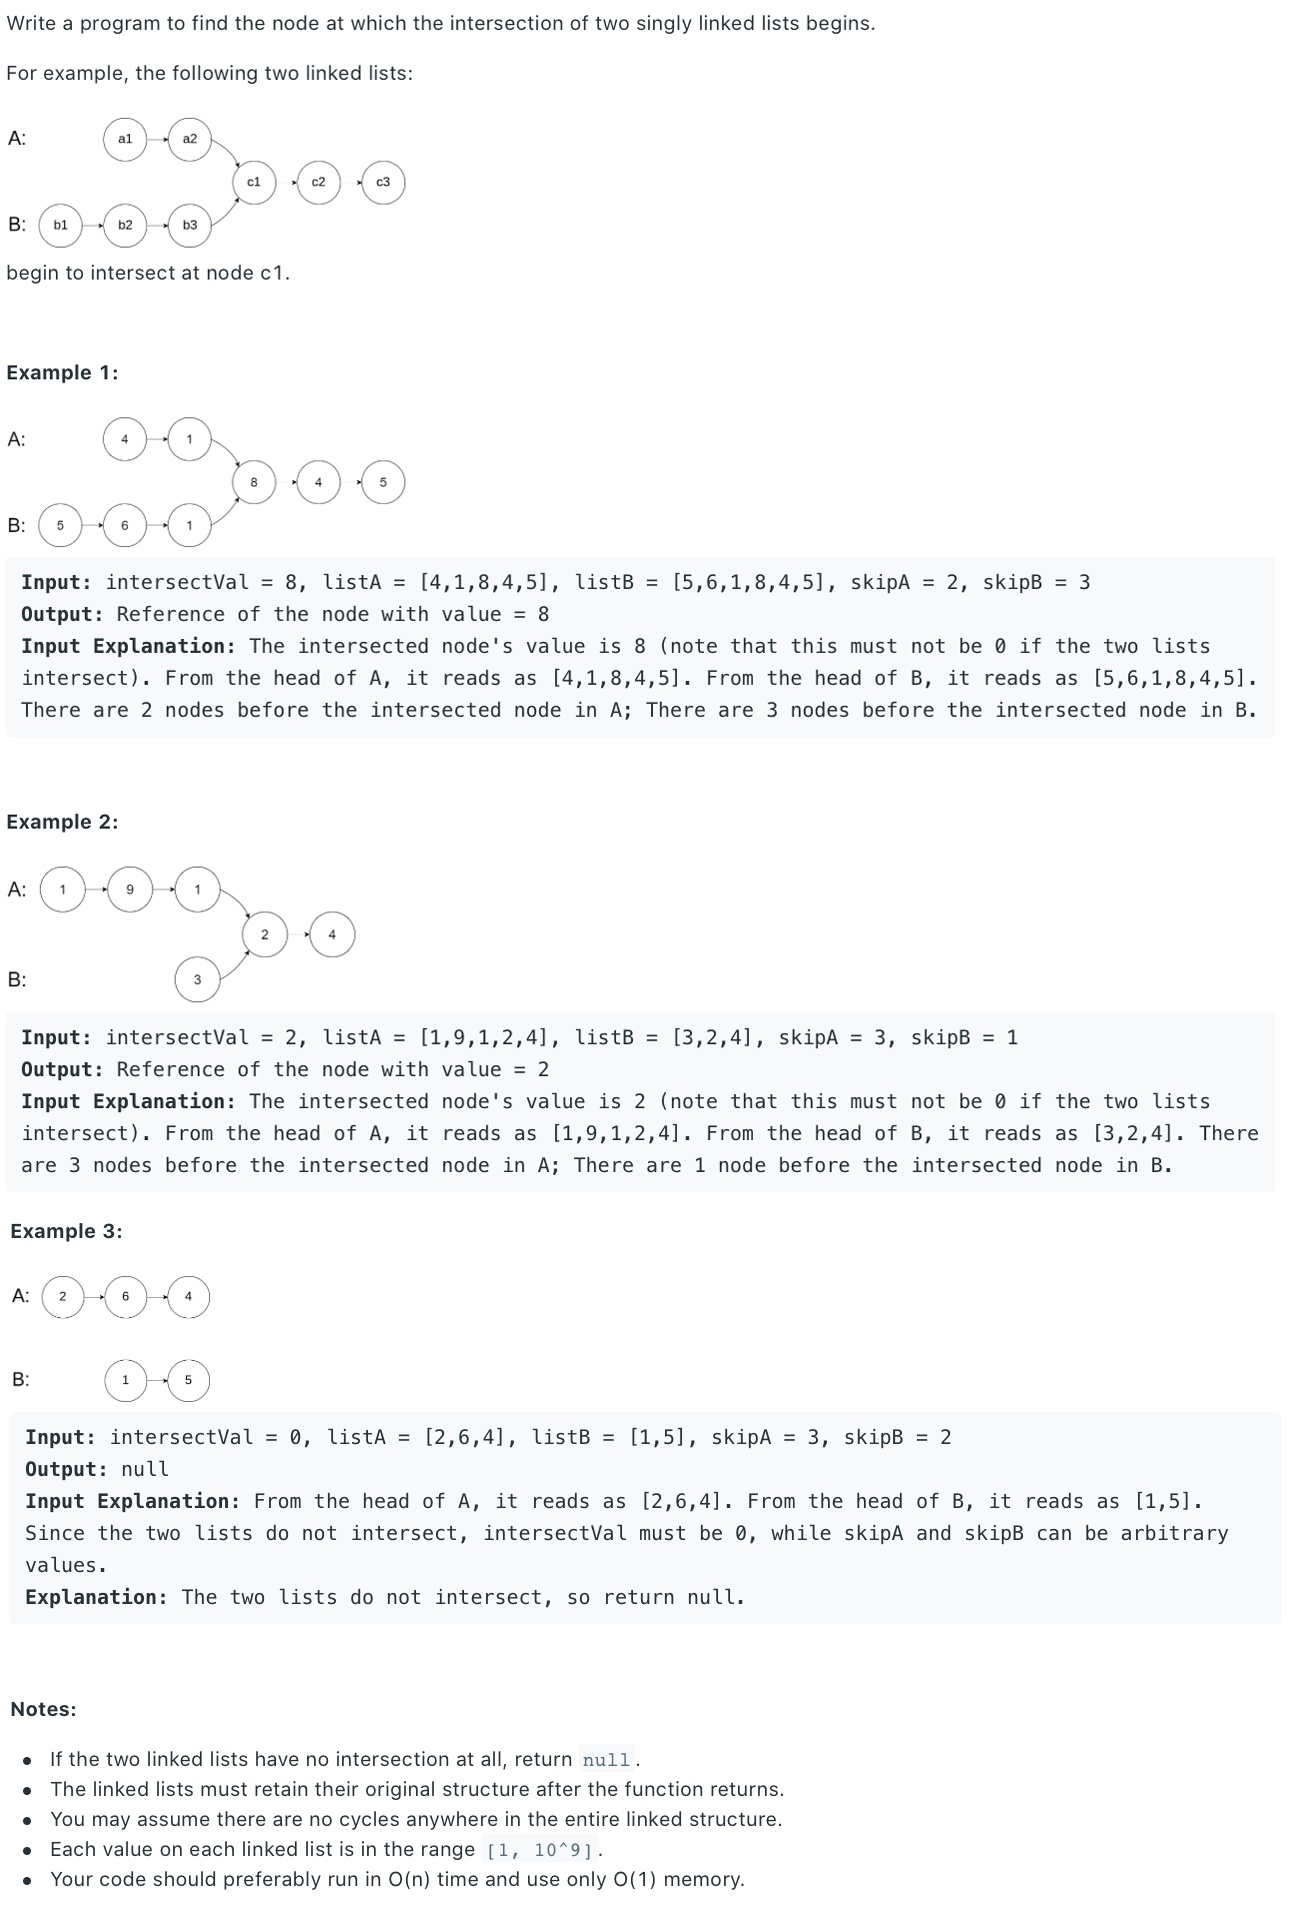 Write a program to find the node at which the intersection of two singly linked lists begins.
For example, the following two linked lists:
A: a1 a2
c1 c2 c3
B: b1 b2 b3
begin to intersect at node c1.
Example 1:
A: 4 1
8 4 5
B: 5 6 1
Input: intersectVal = 8, listA = [4,1,8,4,5], listB = [5,6,1,8,4,5], skipA = 2, skipB = 3
Output: Reference of the node with value = 8
Input Explanation: The intersected node's value is 8 (note that this must not be 0 if the two lists
intersect). From the head of A, it reads as [4,1,8,4,5]. From the head of B, it reads as [5,6,1,8,4,5].
There are 2 nodes before the intersected node in A; There are 3 nodes before the intersected node in B.
Example 2:
A: 1 9 1
2 4
B: 3
Input: intersectVal = 2, listA = [1,9,1,2,4], listB = [3,2,4], skipA = 3, skipB = 1
Output: Reference of the node with value = 2
Input Explanation: The intersected node's value is 2 (note that this must not be 0 if the two lists
intersect). From the head of A, it reads as [1,9,1,2,4]. From the head of B, it reads as [3,2,4]. There
are 3 nodes before the intersected node in A; There are 1 node before the intersected node in B.
Example 3:
A: 2 6 4
B: 1 5
Input: intersectVal = 0, listA = [2,6,4], listB = [1,5], skipA = 3, skipB = 2
Output: null
Input Explanation: From the head of A, it reads as [2,6,4]. From the head of B, it reads as [1,5].
Since the two lists do not intersect, intersectVal must be 0, while skipA and skipB can be arbitrary
values.
Explanation: The two lists do not intersect, so return null.
Notes:
• If the two linked lists have no intersection at all, return null.
• The linked lists must retain their original structure after the function returns.
• You may assume there are no cycles anywhere in the entire linked structure.
• Each value on each linked list is in the range [1, 10^9].
• Your code should preferably run in O(n) time and use only O(1) memory.